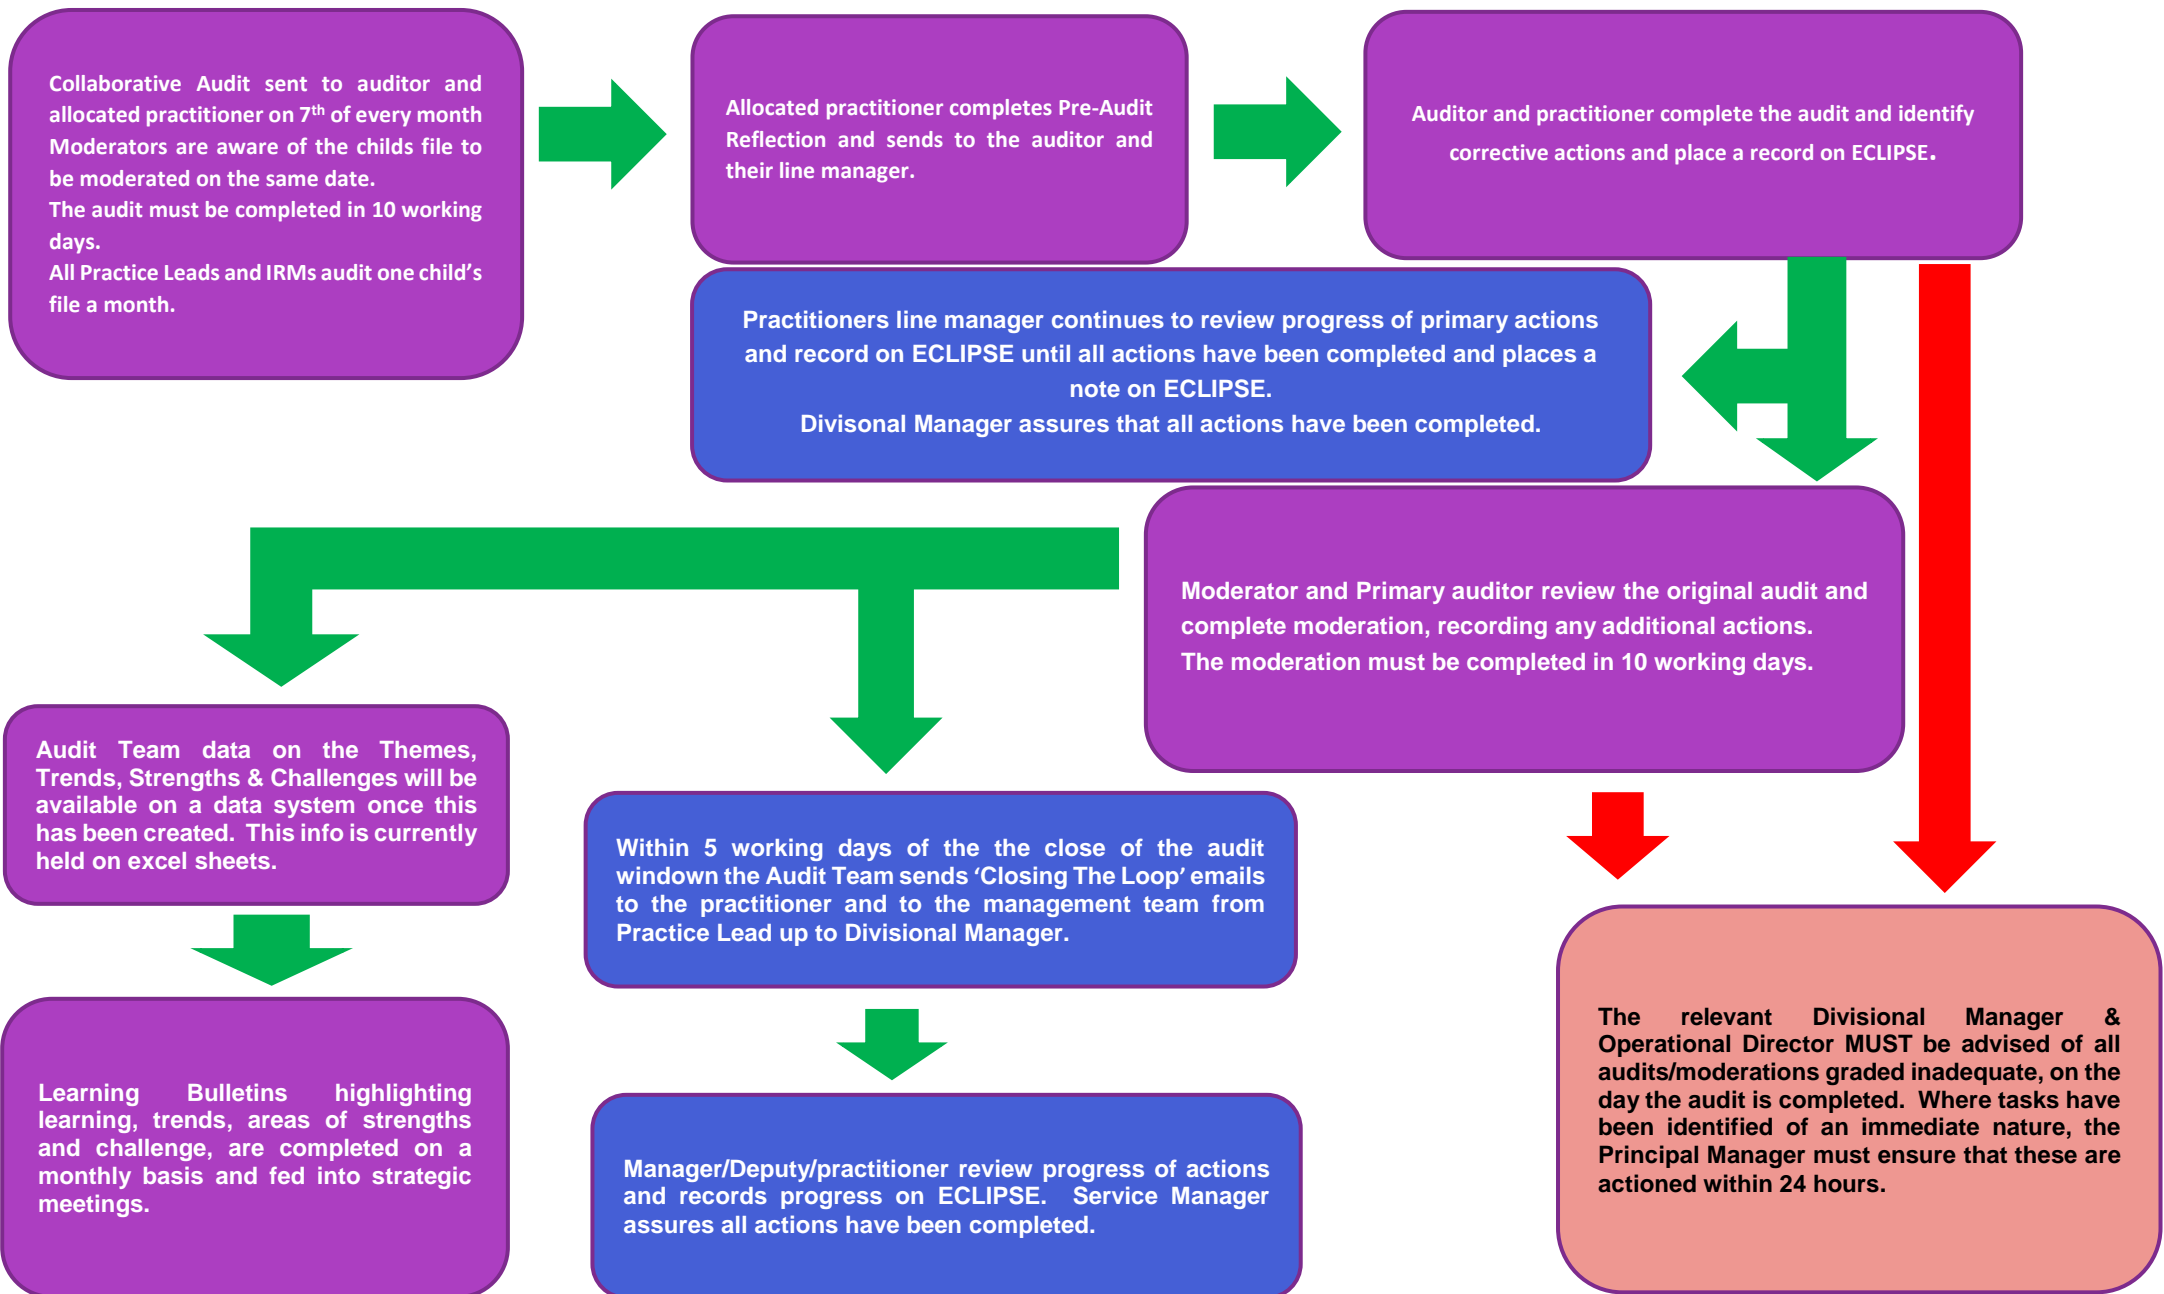 Collaborative Audit sent to auditor and
allocated practitioner on 7th of every month
Moderators are aware of the childs file to
be moderated on the same date.
The audit must be completed in 10 working
days.
All Practice Leads and IRMs audit one child's
file a month.
Allocated practitioner completes Pre-Audit
Reflection and sends to the auditor and
their line manager.
Auditor and practitioner complete the audit and identify
corrective actions and place a record on ECLIPSE.
Practitioners line manager continues to review progress of primary actions
and record on ECLIPSE until all actions have been completed and places a
note on ECLIPSE.
Divisonal Manager assures that all actions have been completed.
Moderator and Primary auditor review the original audit and
complete moderation, recording any additional actions.
The moderation must be completed in 10 working days.
Audit Team data on the Themes,
Trends, Strengths & Challenges will be
available on a data system once this
has been created. This info is currently
held on excel sheets.
Within 5 working days of the the close of the audit
windown the Audit Team sends ‘Closing The Loop’ emails
to the practitioner and to the management team from
Practice Lead up to Divisional Manager.
Learning Bulletins highlighting
learning, trends, areas of strengths
and challenge, are completed on a
monthly basis and fed into strategic
meetings.
Manager/Deputy/practitioner review progress of actions
and records progress on ECLIPSE. Service Manager
assures all actions have been completed.
The relevant Divisional Manager &
Operational Director MUST be advised of all
audits/moderations graded inadequate, on the
day the audit is completed. Where tasks have
been identified of an immediate nature, the
Principal Manager must ensure that these are
actioned within 24 hours.